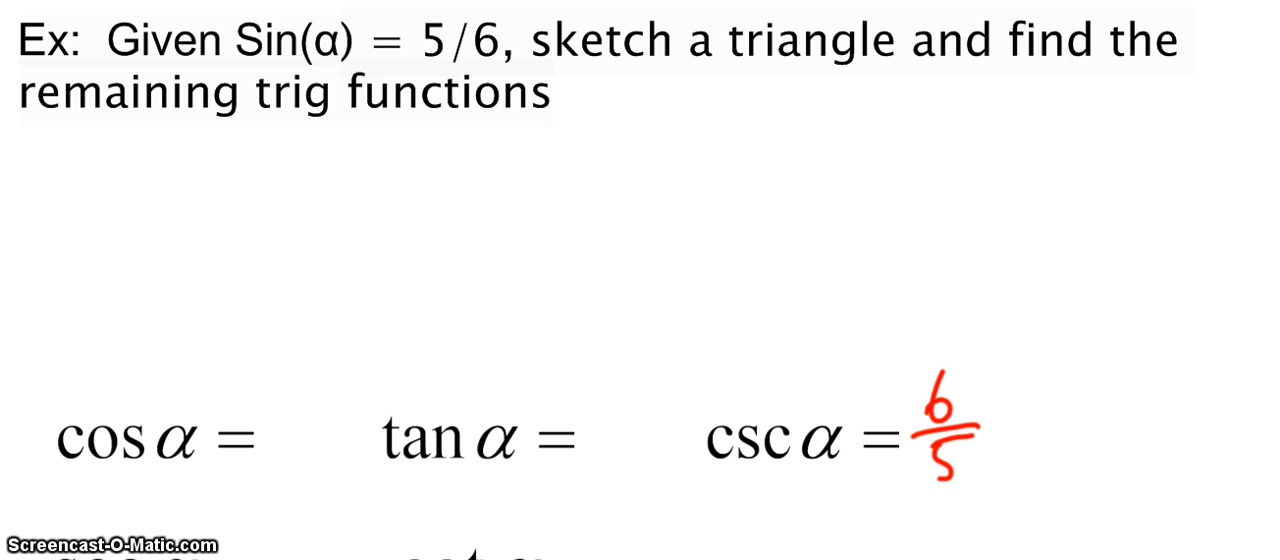 Ex: Given Sin(α) = 5/6, sketch a triangle and find the
remaining trig functions
cos α =
tan α =
csc α = 6/5
Screencast-O-Matic.com